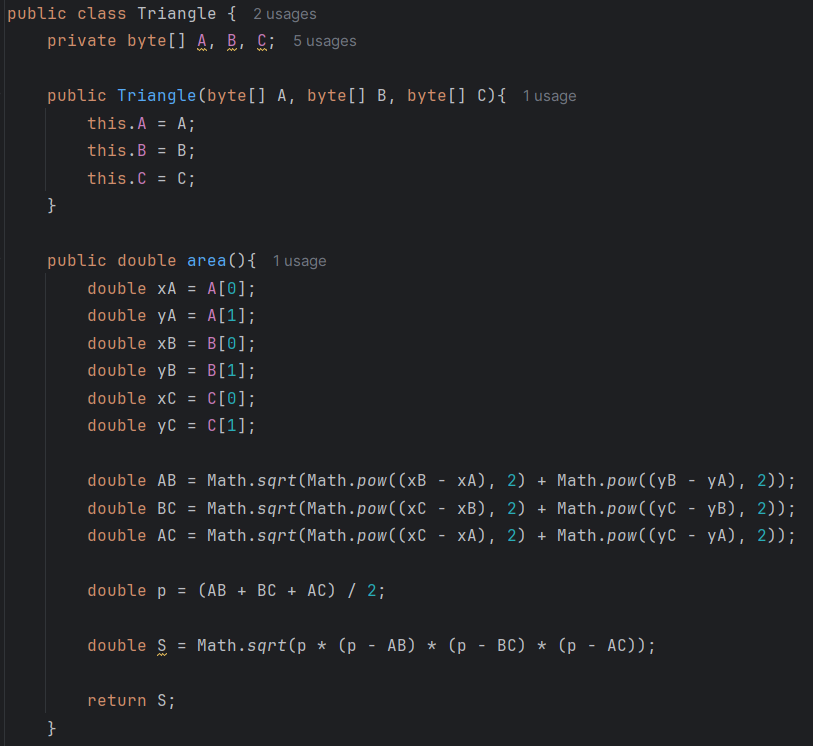 public class Triangle {  2 usages
    private byte[] A, B, C;  5 usages
    public Triangle(byte[] A, byte[] B, byte[] C){  1 usage
        this.A = A;
        this.B = B;
        this.C = C;
    }
    public double area(){  1 usage
        double xA = A[0];
        double yA = A[1];
        double xB = B[0];
        double yB = B[1];
        double xC = C[0];
        double yC = C[1];
        double AB = Math.sqrt(Math.pow((xB - xA), 2) + Math.pow((yB - yA), 2));
        double BC = Math.sqrt(Math.pow((xC - xB), 2) + Math.pow((yC - yB), 2));
        double AC = Math.sqrt(Math.pow((xC - xA), 2) + Math.pow((yC - yA), 2));
        double p = (AB + BC + AC) / 2;
        double S = Math.sqrt(p * (p - AB) * (p - BC) * (p - AC));
        return S;
    }